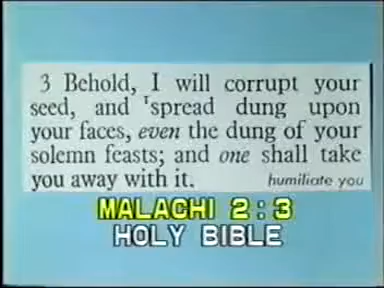 3 Behold, I will corrupt your
seed, and ᶦspread dung upon
your faces, even the dung of your
solemn feasts; and one shall take
you away with it. humiliate you
MALACHI 2:3
HOLY BIBLE